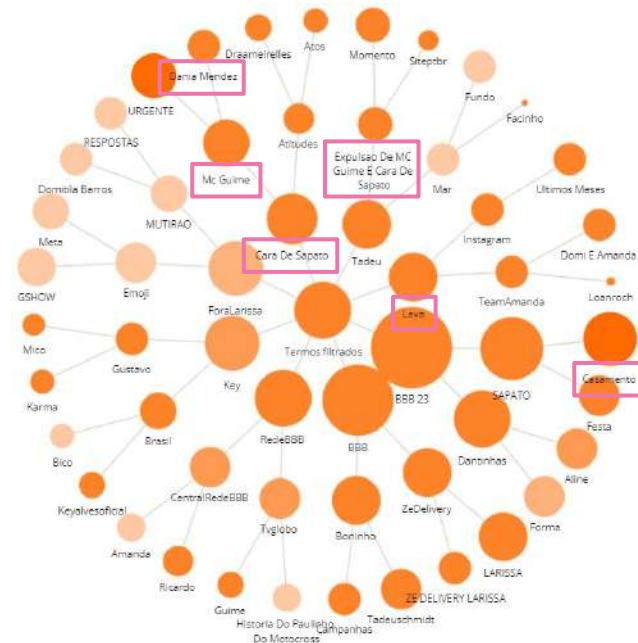 Momento
Atos
Siteptbr
Draameirelles
Dania Mendez
URGENTE
Fundo
Facinho
RESPOSTAS
Atitudes
Expulsao De MC
Guime E Cara De
Sapato
Mar
Ultimos Meses
Domitila Barros
Mc Guime
MUTIRAO
Meta
Cara De Sapato
Tadeu
Instagram
Domi E Amanda
GSHOW
Emoji
ForaLarissa
TeamAmanda
Loanroch
Leva
Mico
Gustavo
Key
Termos filtrados
BBB 23
SAPATO
Casamento
Karma
Festa
Brasil
RedeBBB
BBB
Dantinhas
Aline
Bico
Keyalvesoficial
CentralRedeBBB
ZeDelivery
Forma
Amanda
Tvglobo
Boninho
LARISSA
Ricardo
Guime
ZE DELIVERY LARISSA
Historia Do Paulinho
Do Motocross
Campanhas
Tadeuschmidt